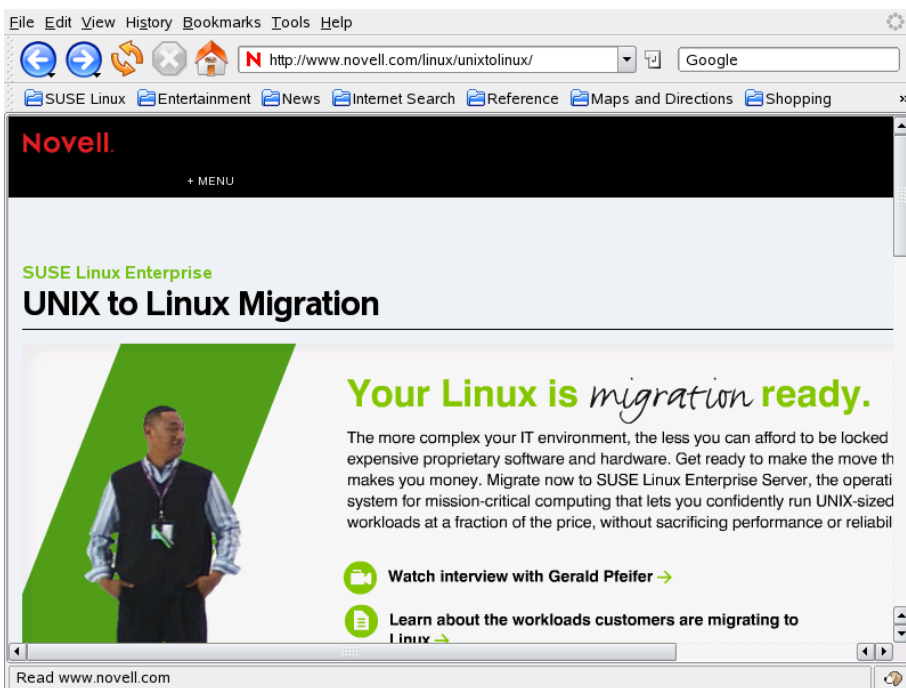 File Edit View History Bookmarks Tools Help
N http://www.novell.com/linux/unixtolinux/ Google
SUSE Linux Entertainment News Internet Search Reference Maps and Directions Shopping »
Novell.
+ MENU
SUSE Linux Enterprise
UNIX to Linux Migration
Your Linux is migration ready.
The more complex your IT environment, the less you can afford to be locked
expensive proprietary software and hardware. Get ready to make the move th
makes you money. Migrate now to SUSE Linux Enterprise Server, the operati
system for mission-critical computing that lets you confidently run UNIX-sized
workloads at a fraction of the price, without sacrificing performance or reliabil
Watch interview with Gerald Pfeifer →
Learn about the workloads customers are migrating to
Linux →
Read www.novell.com